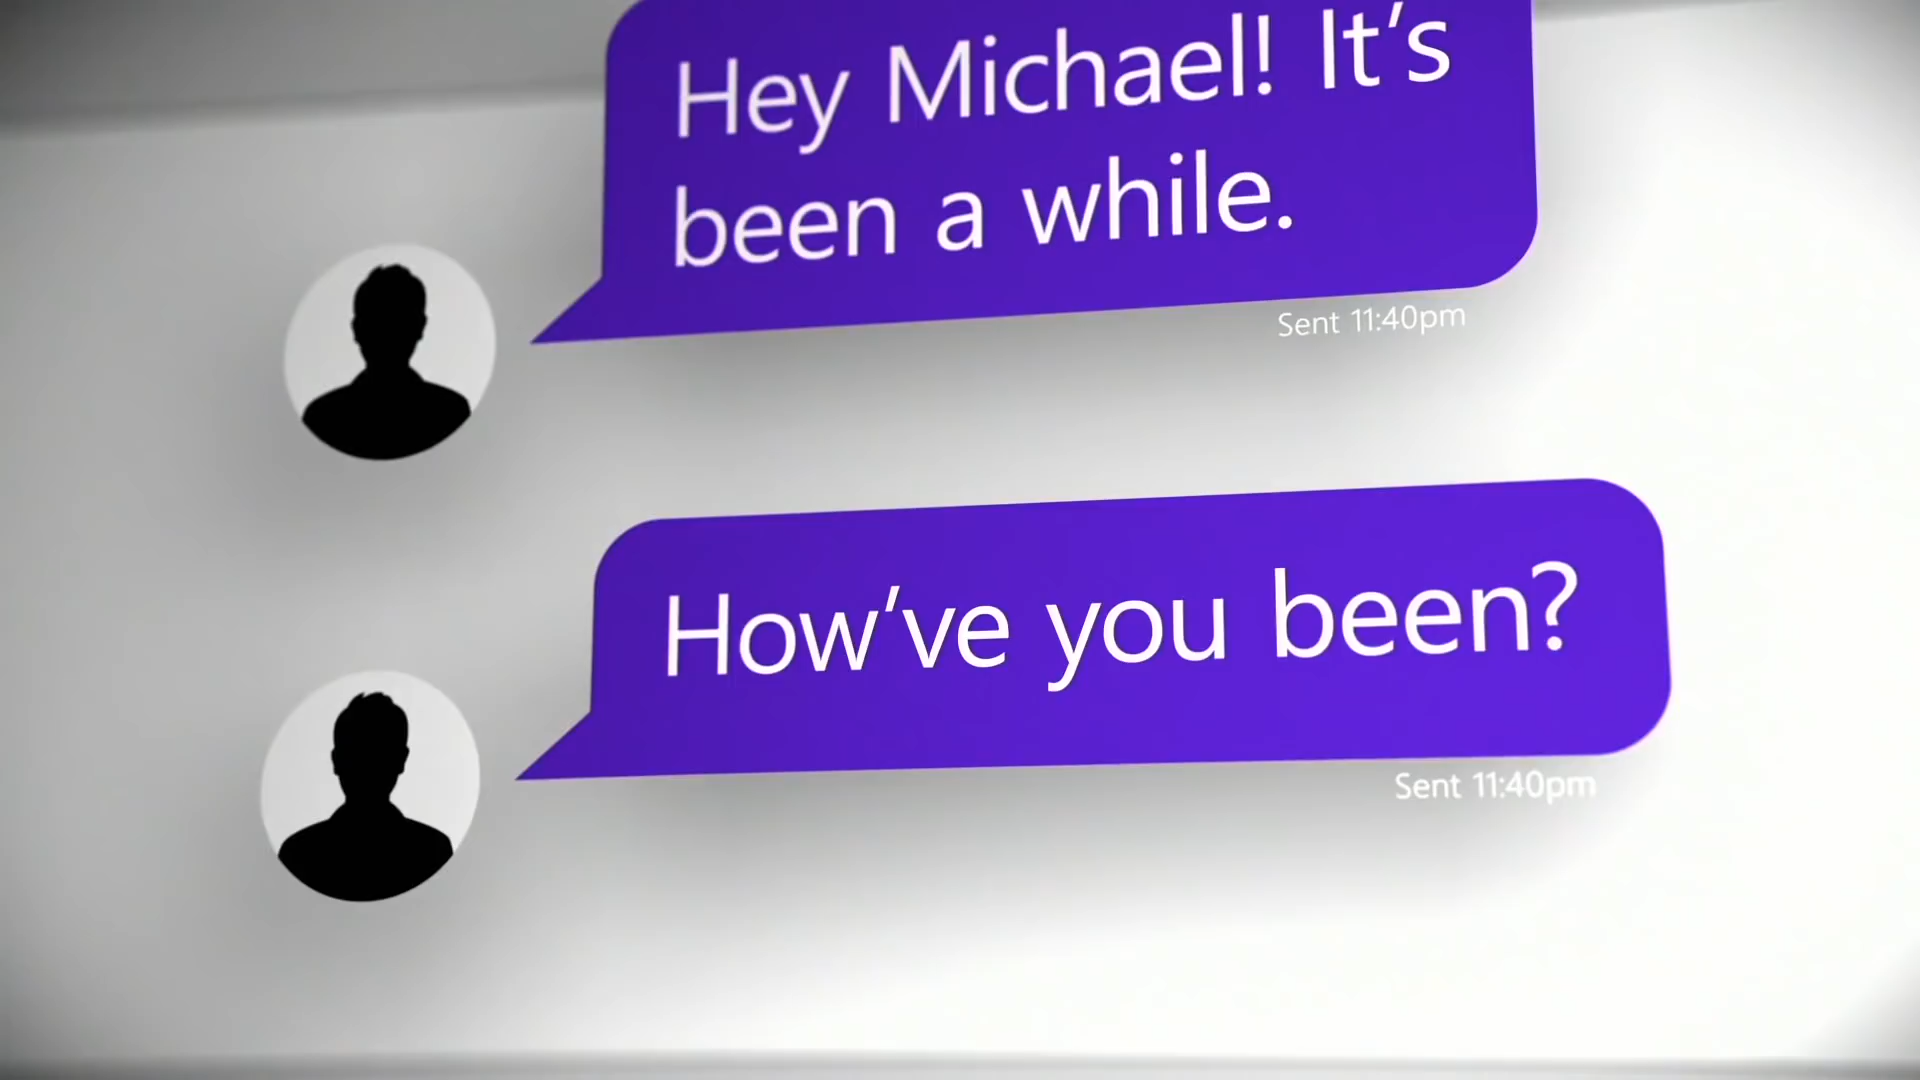 Hey Michael! It’s
been a while.
Sent 11:40pm
How’ve you been?
Sent 11:40pm